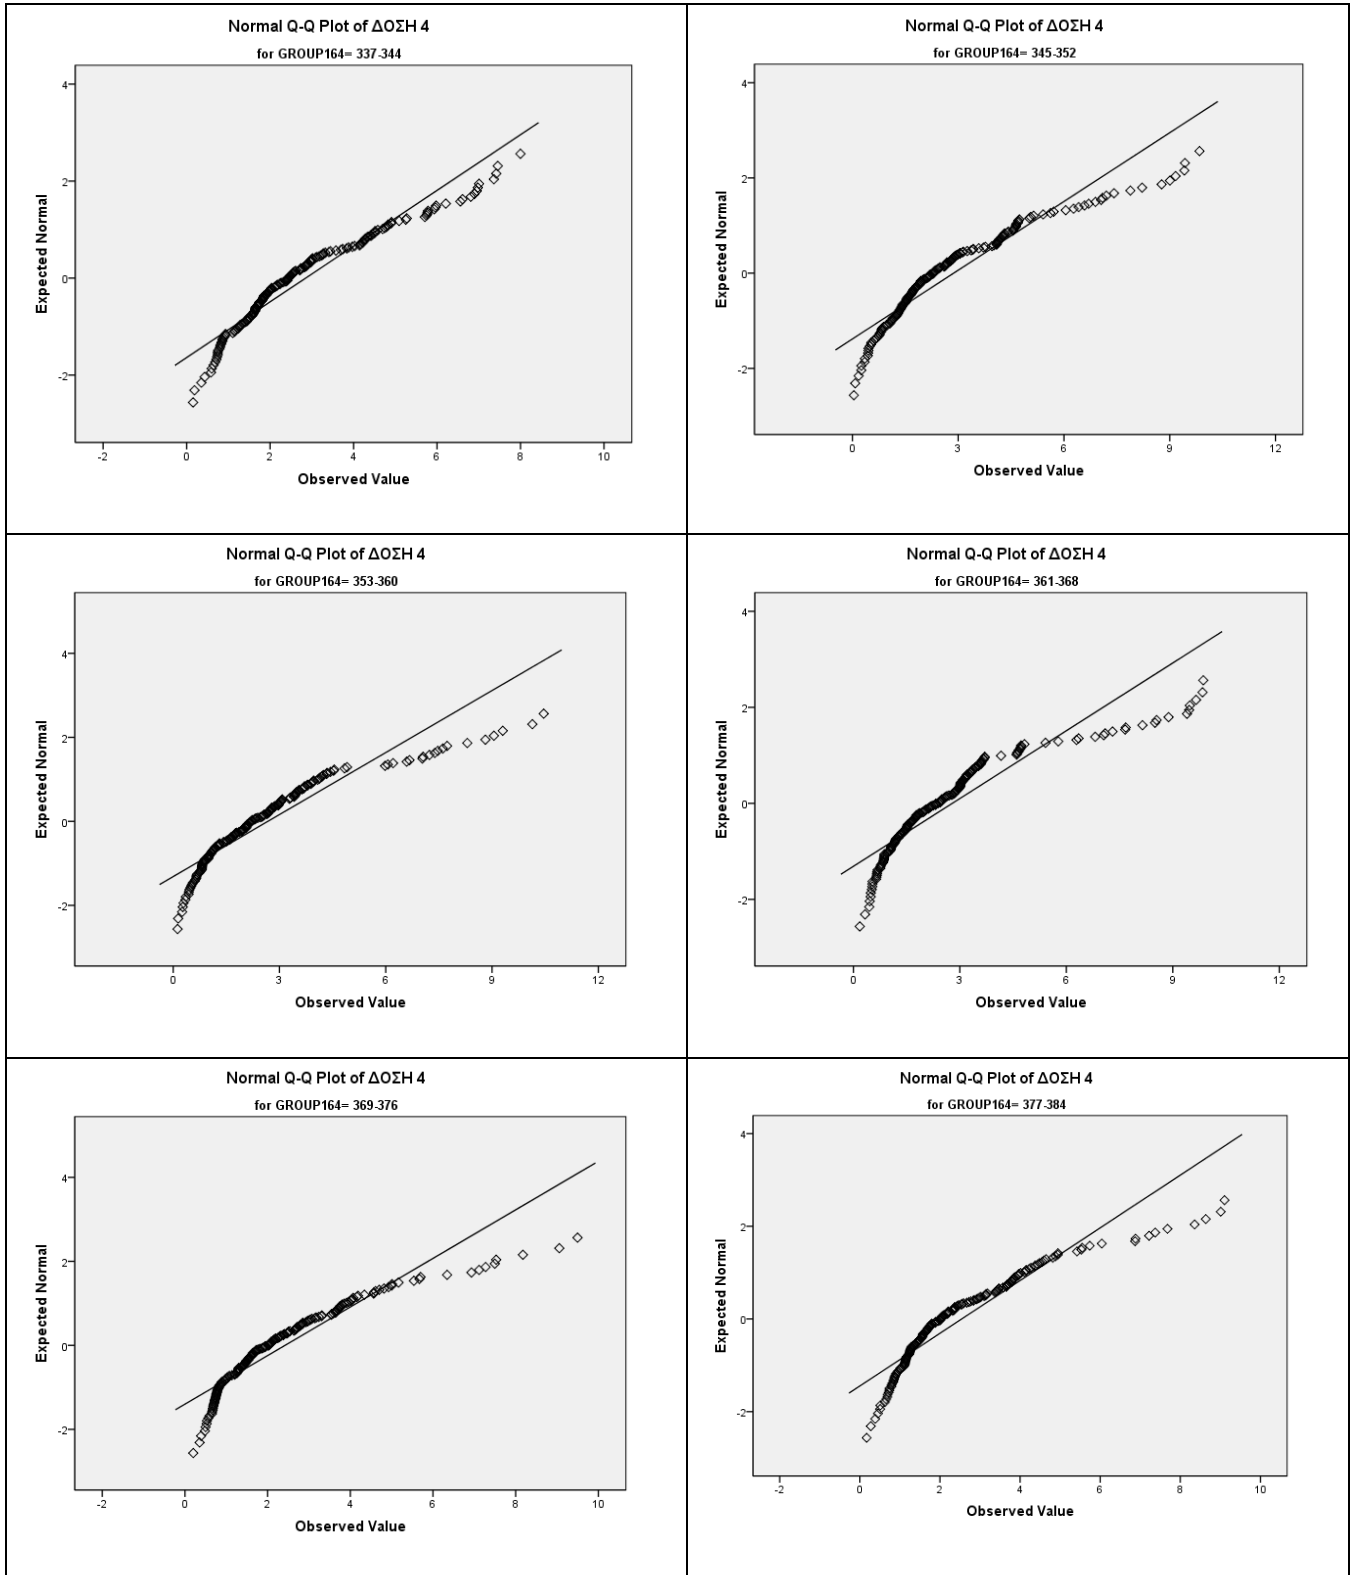 Normal Q-Q Plot of ΔΟΣΗ 4
for GROUP164= 337-344
Expected Normal
4
2
0
-2
-2 0 2 4 6 8 10
Observed Value
Normal Q-Q Plot of ΔΟΣΗ 4
for GROUP164= 345-352
Expected Normal
4
2
0
-2
0 3 6 9 12
Observed Value
Normal Q-Q Plot of ΔΟΣΗ 4
for GROUP164= 353-360
Expected Normal
4
2
0
-2
0 3 6 9 12
Observed Value
Normal Q-Q Plot of ΔΟΣΗ 4
for GROUP164= 361-368
Expected Normal
4
2
0
-2
0 3 6 9 12
Observed Value
Normal Q-Q Plot of ΔΟΣΗ 4
for GROUP164= 369-376
Expected Normal
4
2
0
-2
-2 0 2 4 6 8 10
Observed Value
Normal Q-Q Plot of ΔΟΣΗ 4
for GROUP164= 377-384
Expected Normal
4
2
0
-2
-2 0 2 4 6 8 10
Observed Value